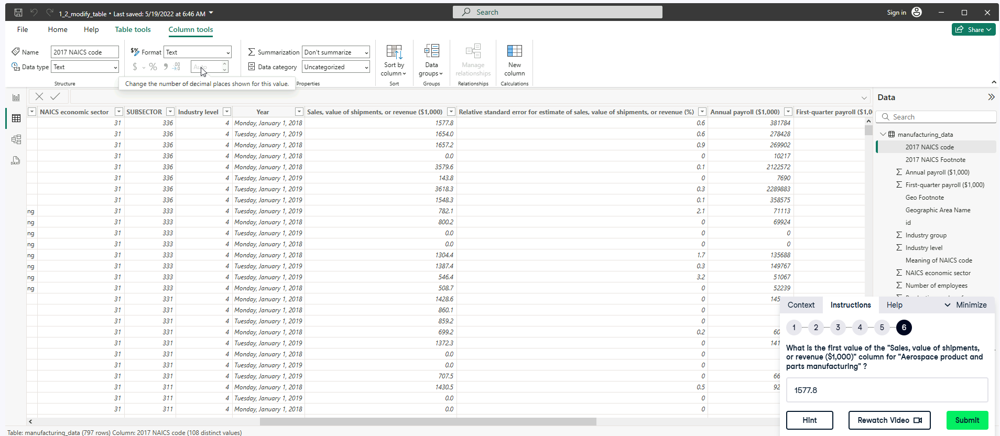 1_2_modify_table • Last saved: 5/19/2022 at 6:46 AM
Search
Sign in
File Home Help Table tools Column tools
Share
Name 2017 NAICS code
Data type Text
Structure
Format Text
$ % Auto
Change the number of decimal places shown for this value.
Summarization Don't summarize
Data category Uncategorized
Properties
Sort by column
Sort
Data groups
Groups
Manage relationships
Relationships
New column
Calculations
NAICS economic sector SUBSECTOR Industry level Year Sales, value of shipments, or revenue ($1,000) Relative standard error for estimate of sales, value of shipments, or revenue (%) Annual payroll ($1,000) First-quarter payroll ($1,0
31 336 4 Monday, January 1, 2018 1577.8 0.6 381784
31 336 4 Tuesday, January 1, 2019 1654.0 0.6 278428
31 336 4 Monday, January 1, 2018 1657.2 0.9 269902
31 336 4 Monday, January 1, 2018 0.0 0 10217
31 336 4 Monday, January 1, 2018 3579.6 0.1 2122572
31 336 4 Tuesday, January 1, 2019 143.8 0 7690
31 336 4 Tuesday, January 1, 2019 3618.3 0.3 2289883
31 336 4 Tuesday, January 1, 2019 1548.3 0.1 358575
ng 31 333 4 Tuesday, January 1, 2019 782.1 2.1 71113
ng 31 333 4 Monday, January 1, 2018 800.2 0 69924
ng 31 333 4 Tuesday, January 1, 2019 0.0 0 0
ng 31 333 4 Monday, January 1, 2018 0.0 0 0
ng 31 333 4 Monday, January 1, 2018 1304.4 1.7 135688
ng 31 333 4 Tuesday, January 1, 2019 1387.4 0.3 149767
ng 31 333 4 Tuesday, January 1, 2019 546.4 3.2 51067
ng 31 333 4 Monday, January 1, 2018 508.7 0 52239
31 331 4 Monday, January 1, 2018 1428.6 0 145
31 331 4 Monday, January 1, 2018 860.1 0
31 331 4 Tuesday, January 1, 2019 859.2 0
31 331 4 Monday, January 1, 2018 699.2 0.2 60
31 331 4 Tuesday, January 1, 2019 1372.3 0 141
31 331 4 Monday, January 1, 2018 0.0 0
31 331 4 Tuesday, January 1, 2019 0.0 0
31 331 4 Tuesday, January 1, 2019 707.5 0 66
31 311 4 Monday, January 1, 2018 1430.5 0.5 92
31 311 4 Tuesday, January 1, 2019 0.0 0
31 311 4 Monday, January 1, 2018 0.0 0
Data
Search
manufacturing_data
2017 NAICS code
2017 NAICS Footnote
Annual payroll ($1,000)
First-quarter payroll ($1,000)
Geo Footnote
Geographic Area Name
id
Industry group
Industry level
Meaning of NAICS code
NAICS economic sector
Number of employees
Context Instructions Help Minimize
1 2 3 4 5 6
What is the first value of the "Sales, value of shipments,
or revenue ($1,000)" column for "Aerospace product and
parts manufacturing" ?
1577.8
Hint Rewatch Video Submit
Table: manufacturing_data (797 rows) Column: 2017 NAICS code (108 distinct values)